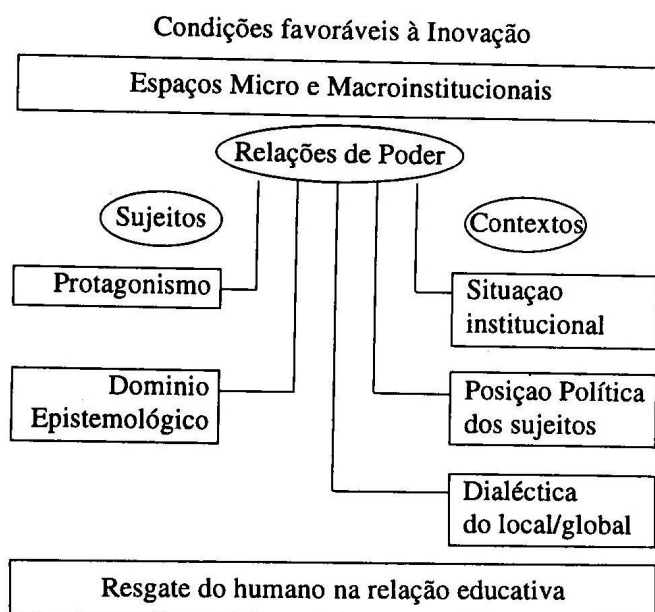 Condições favoráveis à Inovação
Espaços Micro e Macroinstitucionais
Relações de Poder
Sujeitos
Contextos
Protagonismo
Situaçao
institucional
Dominio
Epistemológico
Posiçao Política
dos sujeitos
Dialéctica
do local/global
Resgate do humano na relação educativa